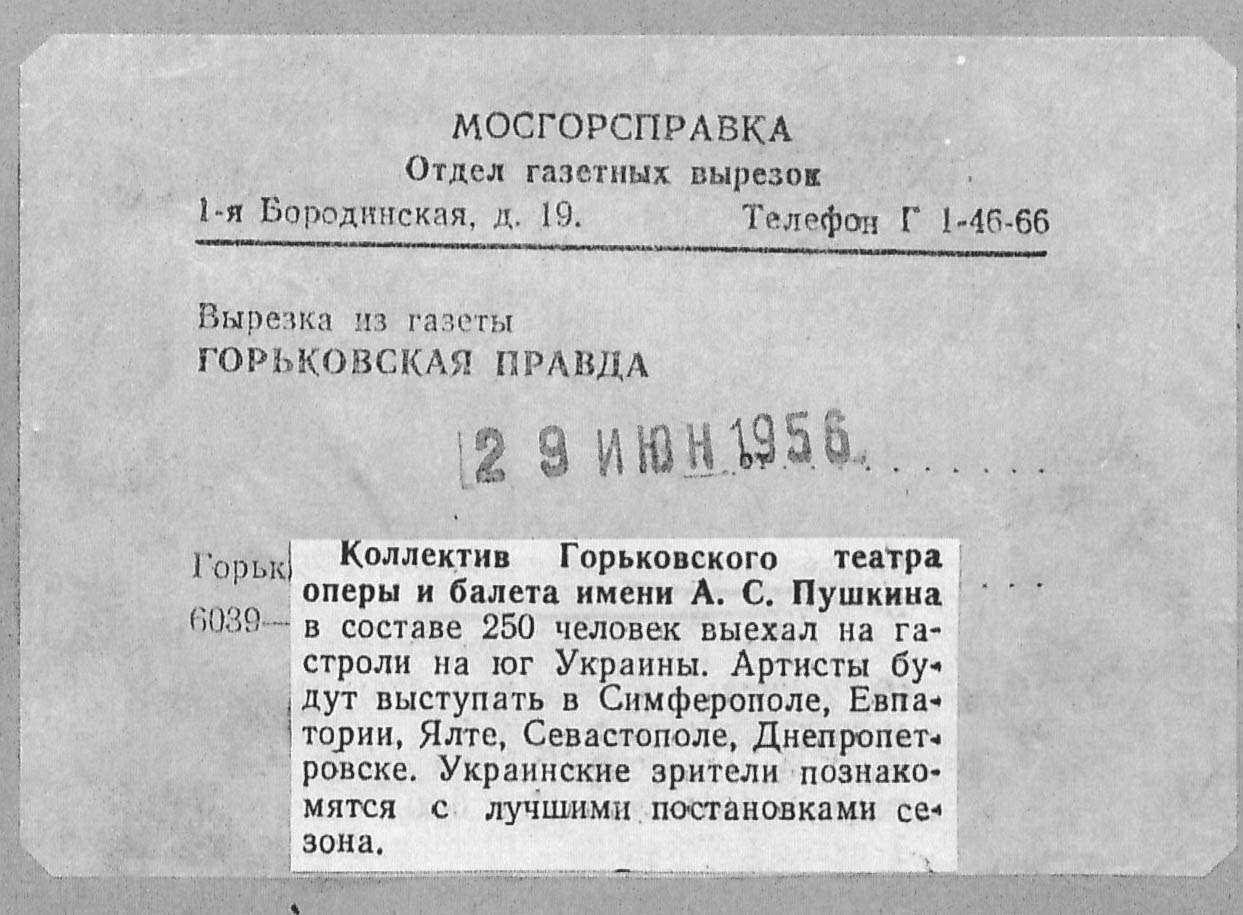 МОСГОРСПРАВКА
Отдел газетных вырезок
1-я Бородинская, д. 19. Телефон Г 1-46-66
Вырезка из газеты
ГОРЬКОВСКАЯ ПРАВДА
29 ИЮН 1956
Горьк
6039—
Коллектив Горьковского театра
оперы и балета имени А. С. Пушкина
в составе 250 человек выехал на га-
строли на юг Украины. Артисты бу-
дут выступать в Симферополе, Евпа-
тории, Ялте, Севастополе, Днепропет-
ровске. Украинские зрители познако-
мятся с лучшими постановками се-
зона.